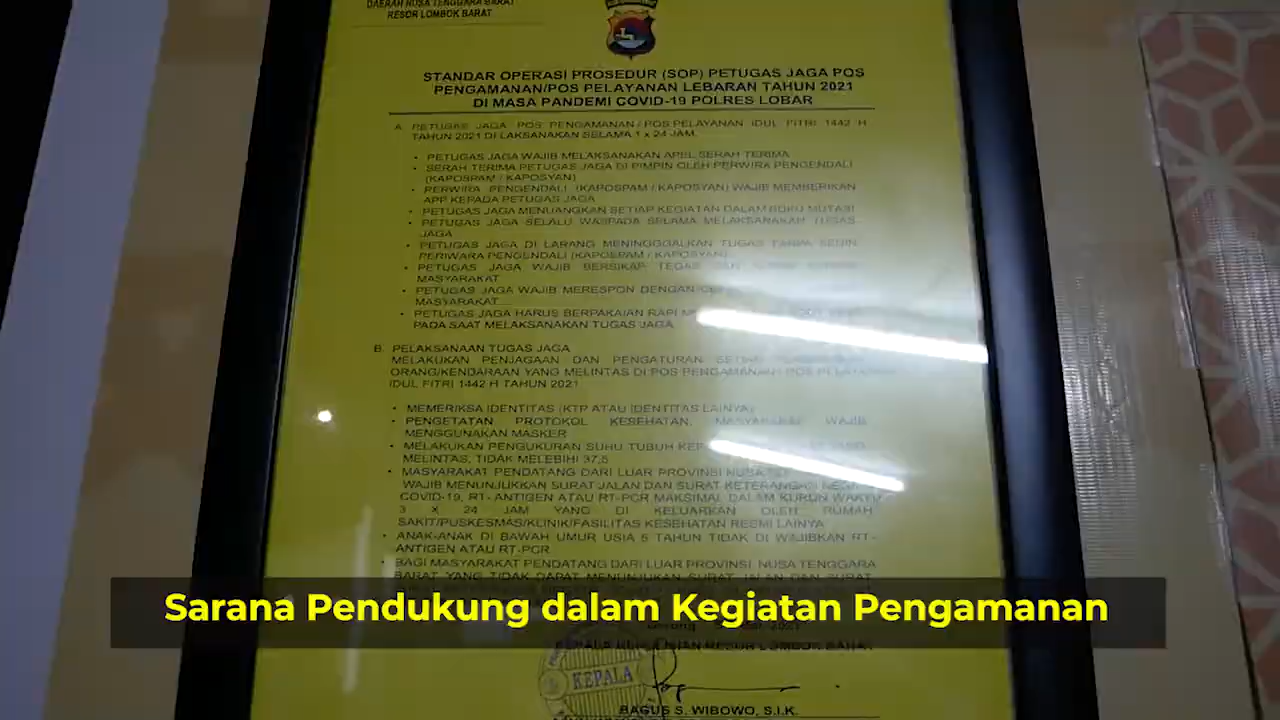 DAERAH NUSA TENGGARA BARAT
RESOR LOMBOK BARAT
STANDAR OPERASI PROSEDUR (SOP) PETUGAS JAGA POS
PENGAMANAN/POS PELAYANAN LEBARAN TAHUN 2021
DI MASA PANDEMI COVID-19 POLRES LOBAR
A. PETUGAS JAGA POS PENGAMANAN / POS PELAYANAN IDUL FITRI 1442 H
TAHUN 2021 DI LAKSANAKAN SELAMA 1 x 24 JAM.
• PETUGAS JAGA WAJIB MELAKSANAKAN APEL SERAH TERIMA
• SERAH TERIMA PETUGAS JAGA DI PIMPIN OLEH PERWIRA PENGENDALI
(KAPOSPAM / KAPOSYAN)
• PERWIRA PENGENDALI (KAPOSPAM / KAPOSYAN) WAJIB MEMBERIKAN
APP KEPADA PETUGAS JAGA
• PETUGAS JAGA MENUANGKAN SETIAP KEGIATAN DALAM BUKU MUTASI
• PETUGAS JAGA SELALU WASPADA SELAMA MELAKSANAKAN TUGAS
JAGA
• PETUGAS JAGA DI LARANG MENINGGGALKAN TUGAS TANPA SEIJIN
PERIWARA PENGENDALI (KAPOSPAM / KAPOSYAN)
• PETUGAS JAGA WAJIB BERSIKAP TEGAS
MASYARAKAT
• PETUGAS JAGA WAJIB MERESPON DENGAN
MASYARAKAT
• PETUGAS JAGA HARUS BERPAKAIAN RAPI
PADA SAAT MELAKSANAKAN TUGAS JAGA
B. PELAKSANAAN TUGAS JAGA
MELAKUKAN PENJAGAAN DAN PENGATURAN
ORANG/KENDARAAN YANG MELINTAS DI POS PENGAMANAN / POS
IDUL FITRI 1442 H TAHUN 2021
• MEMERIKSA IDENTITAS (KTP ATAU IDENTITAS LAINYA)
• PENGETATAN PROTOKOL KESEHATAN, MASYARAKAT WAJIB
MENGGUNAKAN MASKER
• MELAKUKAN PENGUKURAN SUHU TUBUH
MELINTAS, TIDAK MELEBIHI 37,5
• MASYARAKAT PENDATANG DARI LUAR PROVINSI
WAJIB MENUNJUKKAN SURAT JALAN DAN SURAT KETERANGAN
COVID-19, RT- ANTIGEN ATAU RT-PCR MAKSIMAL DALAM KURUN WAKTU
3 X 24 JAM YANG DI KELUARKAN OLEH RUMAH
SAKIT/PUSKESMAS/KLINIK/FASILITAS KESEHATAN RESMI LAINYA
• ANAK-ANAK DI BAWAH UMUR USIA 5 TAHUN TIDAK DI WAJIBKAN RT-
ANTIGEN ATAU RT-PCR
• BAGI MASYARAKAT PENDATANG DARI LUAR PROVINSI NUSA TENGGARA
BARAT YANG TIDAK DAPAT MENUNJUKAN SURAT JALAN DAN SURAT
Sarana Pendukung dalam Kegiatan Pengamanan
KEPALA
BAGUS S. WIBOWO, S.I.K.